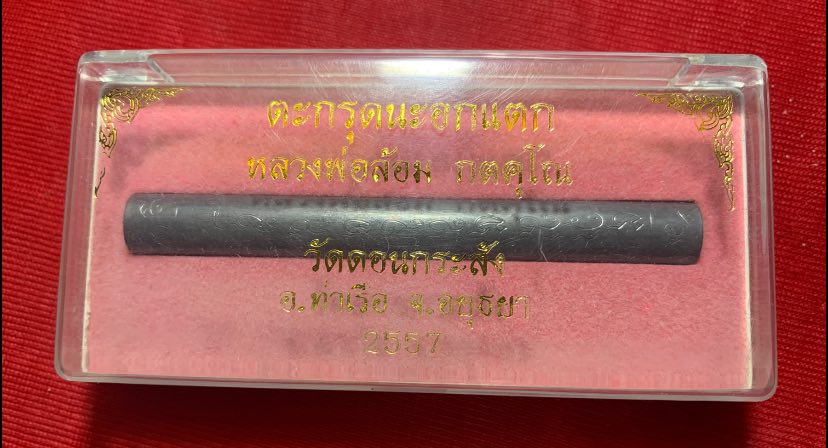 ตะกรุดนะอกแตก
หลวงพ่อล้อม กตคุโณ
วัดดอนกระสัง
อ.ท่าเรือ จ.อยุธยา
2557